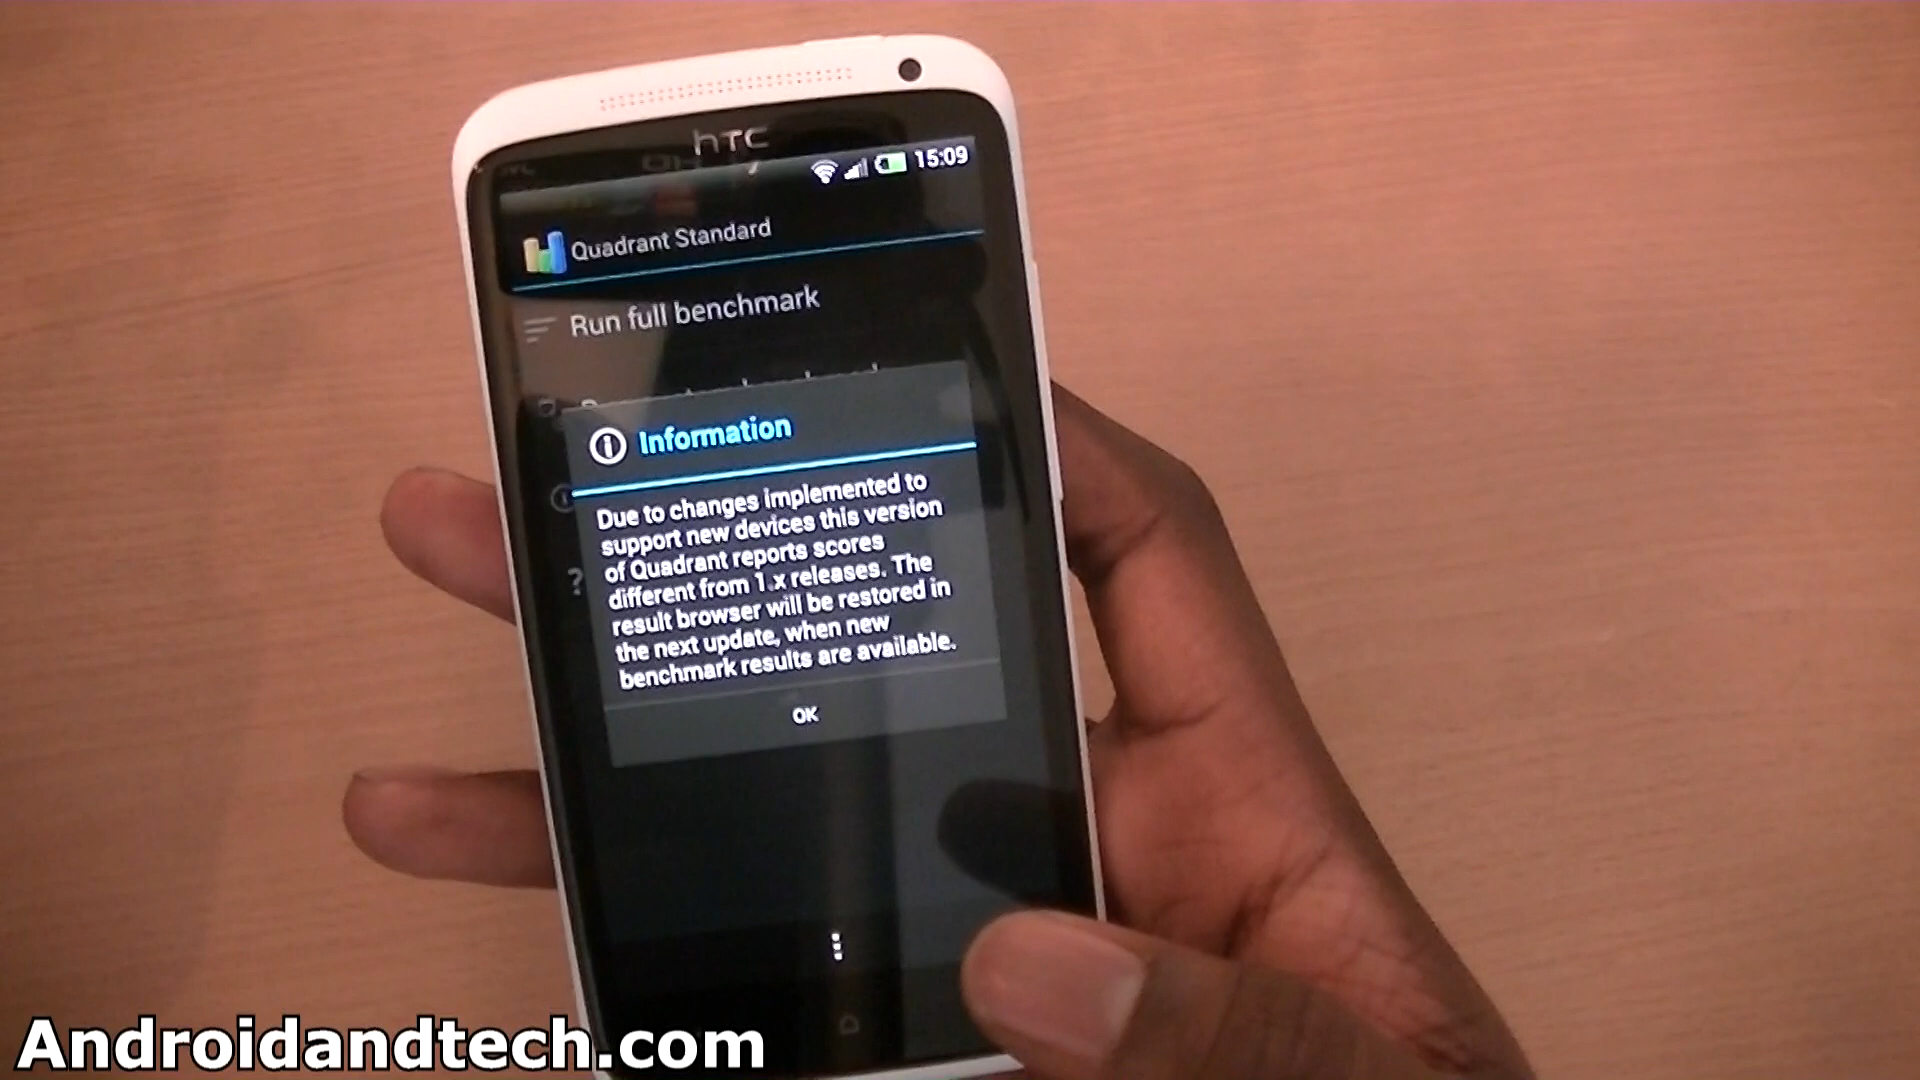 hTC
15:09
Quadrant Standard
Run full benchmark
Information
Due to changes implemented to
support new devices this version
of Quadrant reports scores
different from 1.x releases. The
result browser will be restored in
the next update, when new
benchmark results are available.
OK
Androidandtech.com